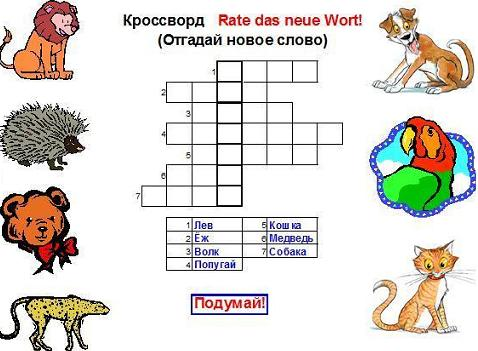 Кроссворд Rate das neue Wort!
(Отгадай новое слово)
1
2
3
4
5
6
7
1 Лев 5 Кошка
2 Еж 6 Медведь
3 Волк 7 Собака
4 Попугай
Подумай!